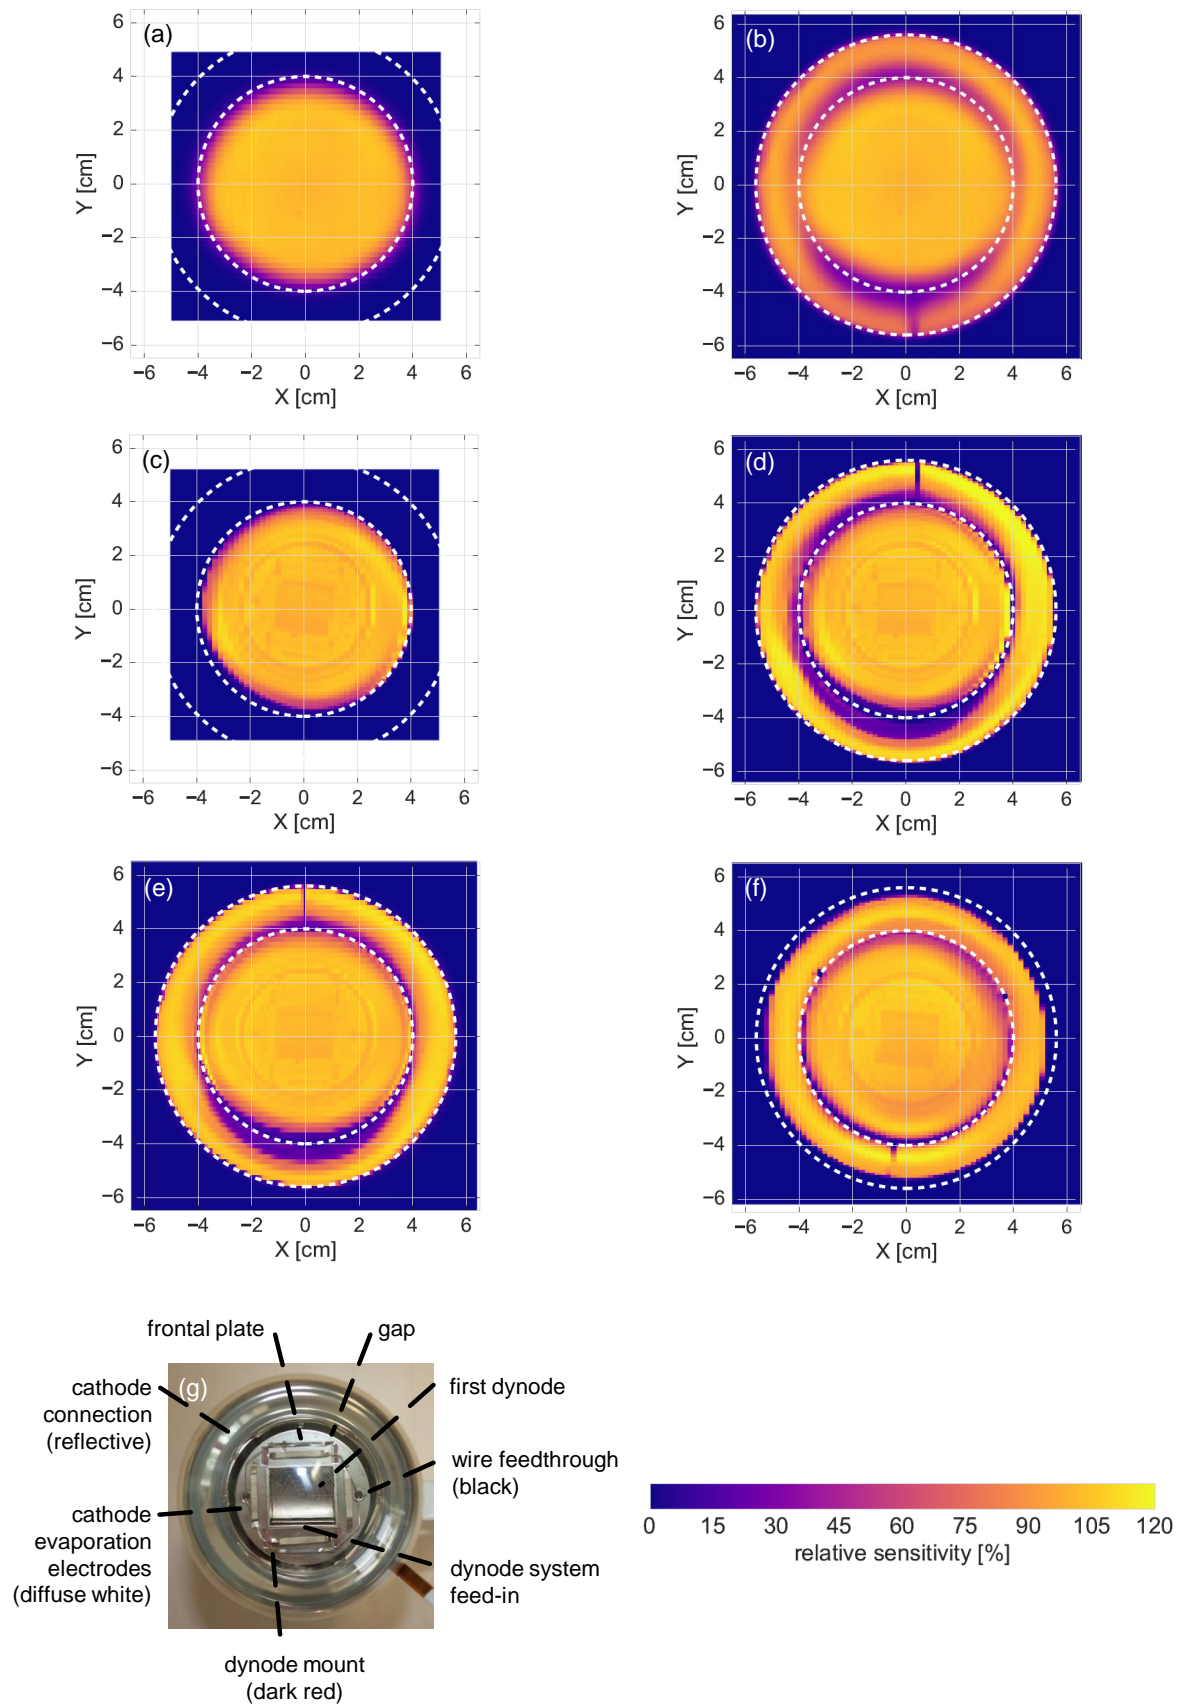 (a)
6
4
2
0
−2
−4
−6
Y [cm]
−6 −4 −2 0 2 4 6
X [cm]
(b)
6
4
2
0
−2
−4
−6
Y [cm]
−6 −4 −2 0 2 4 6
X [cm]
(c)
6
4
2
0
−2
−4
−6
Y [cm]
−6 −4 −2 0 2 4 6
X [cm]
(d)
6
4
2
0
−2
−4
−6
Y [cm]
−6 −4 −2 0 2 4 6
X [cm]
(e)
6
4
2
0
−2
−4
−6
Y [cm]
−6 −4 −2 0 2 4 6
X [cm]
(f)
6
4
2
0
−2
−4
−6
Y [cm]
−6 −4 −2 0 2 4 6
X [cm]
frontal plate
gap
(g)
cathode
connection
(reflective)
first dynode
wire feedthrough
(black)
cathode
evaporation
electrodes
(diffuse white)
dynode system
feed-in
dynode mount
(dark red)
0 15 30 45 60 75 90 105 120
relative sensitivity [%]